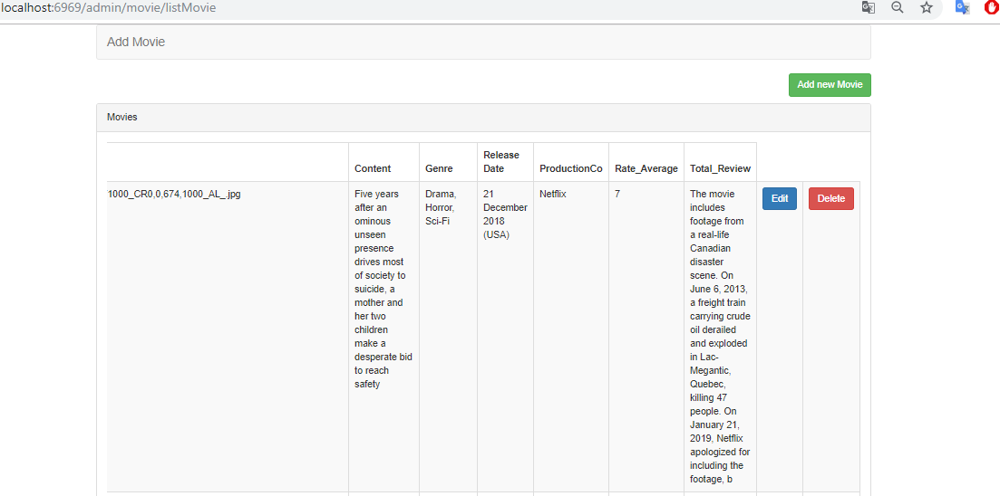 localhost:6969/admin/movie/listMovie
Add Movie
Add new Movie
Movies
Content
Genre
Release
Date
ProductionCo
Rate_Average
Total_Review
1000_CR0,0,674,1000_AL_.jpg
Five years
after an
ominous
unseen
presence
drives most
of society to
suicide, a
mother and
her two
children
make a
desperate bid
to reach
safety
Drama,
Horror,
Sci-Fi
21
December
2018
(USA)
Netflix
7
The movie
includes
footage from
a real-life
Canadian
disaster
scene. On
June 6, 2013,
a freight train
carrying crude
oil derailed
and exploded
in Lac-
Megantic,
Quebec,
killing 47
people. On
January 21,
2019, Netflix
apologized for
including the
footage, b
Edit
Delete